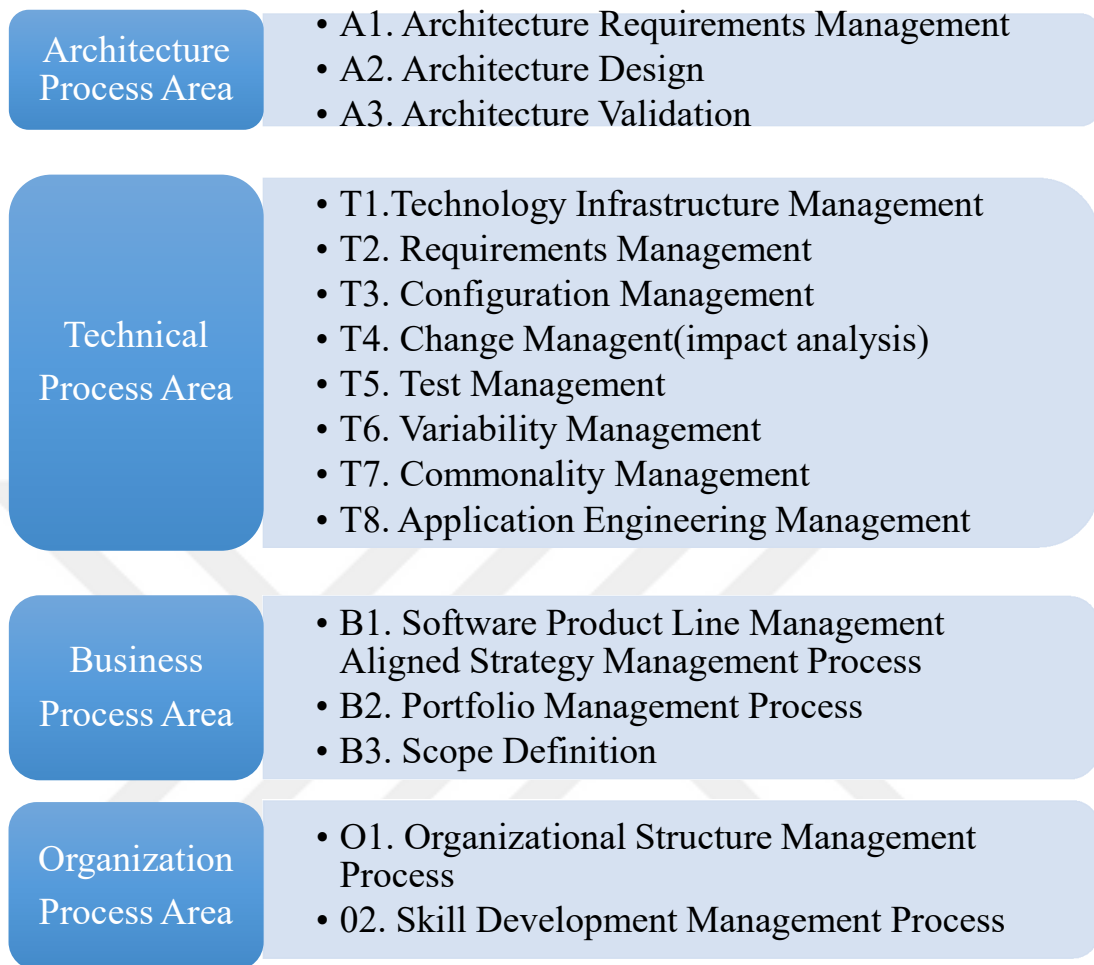 Architecture
Process Area
• A1. Architecture Requirements Management
• A2. Architecture Design
• A3. Architecture Validation
Technical
Process Area
• T1.Technology Infrastructure Management
• T2. Requirements Management
• T3. Configuration Management
• T4. Change Managent(impact analysis)
• T5. Test Management
• T6. Variability Management
• T7. Commonality Management
• T8. Application Engineering Management
Business
Process Area
• B1. Software Product Line Management
Aligned Strategy Management Process
• B2. Portfolio Management Process
• B3. Scope Definition
Organization
Process Area
• O1. Organizational Structure Management
Process
• 02. Skill Development Management Process